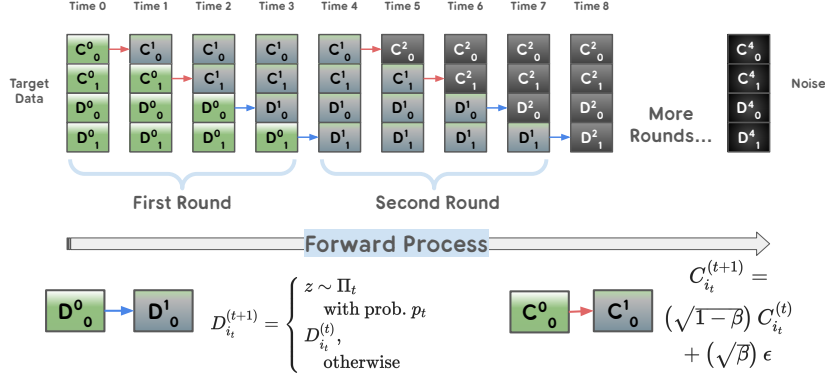 Time 0 Time 1 Time 2 Time 3 Time 4 Time 5 Time 6 Time 7 Time 8
C⁰₀ C¹₀ C¹₀ C¹₀ C¹₀ C²₀ C²₀ C²₀ C²₀ C⁴₀
C⁰₁ C⁰₁ C¹₁ C¹₁ C¹₁ C¹₁ C²₁ C²₁ C²₁ C⁴₁
D⁰₀ D⁰₀ D⁰₀ D¹₀ D¹₀ D¹₀ D¹₀ D²₀ D²₀ D⁴₀
D⁰₁ D⁰₁ D⁰₁ D⁰₁ D¹₁ D¹₁ D¹₁ D¹₁ D²₁ D⁴₁
Target
Data
More
Rounds...
Noise
First Round
Second Round
Forward Process
D⁰₀ D¹₀
D_{i_t}^{(t+1)} = {
z ∼ Π_t
with prob. p_t
D_{i_t}^{(t)},
otherwise
C⁰₀ C¹₀
C_{i_t}^{(t+1)} =
(√(1 − β)) C_{i_t}^{(t)}
+ (√β) ϵ